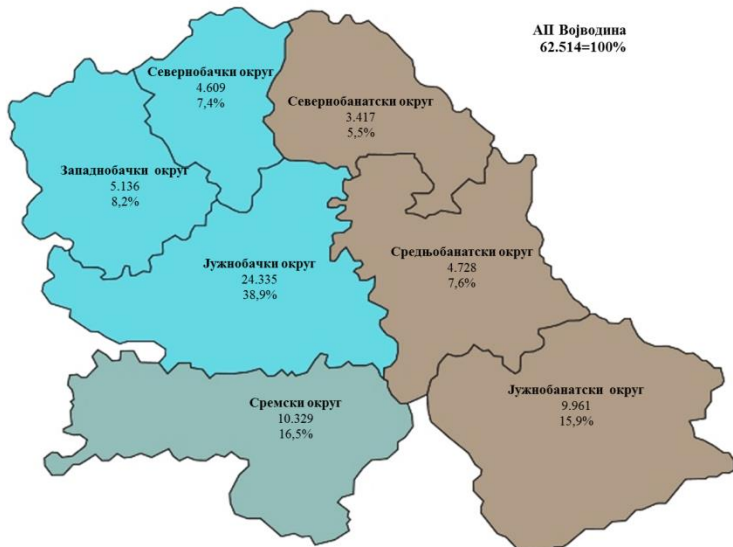 АП Војводина
62.514=100%
Севернобачки округ
4.609
7,4%
Севернобанатски округ
3.417
5,5%
Западнобачки округ
5.136
8,2%
Јужнобачки округ
24.335
38,9%
Средњобанатски округ
4.728
7,6%
Сремски округ
10.329
16,5%
Јужнобанатски округ
9.961
15,9%